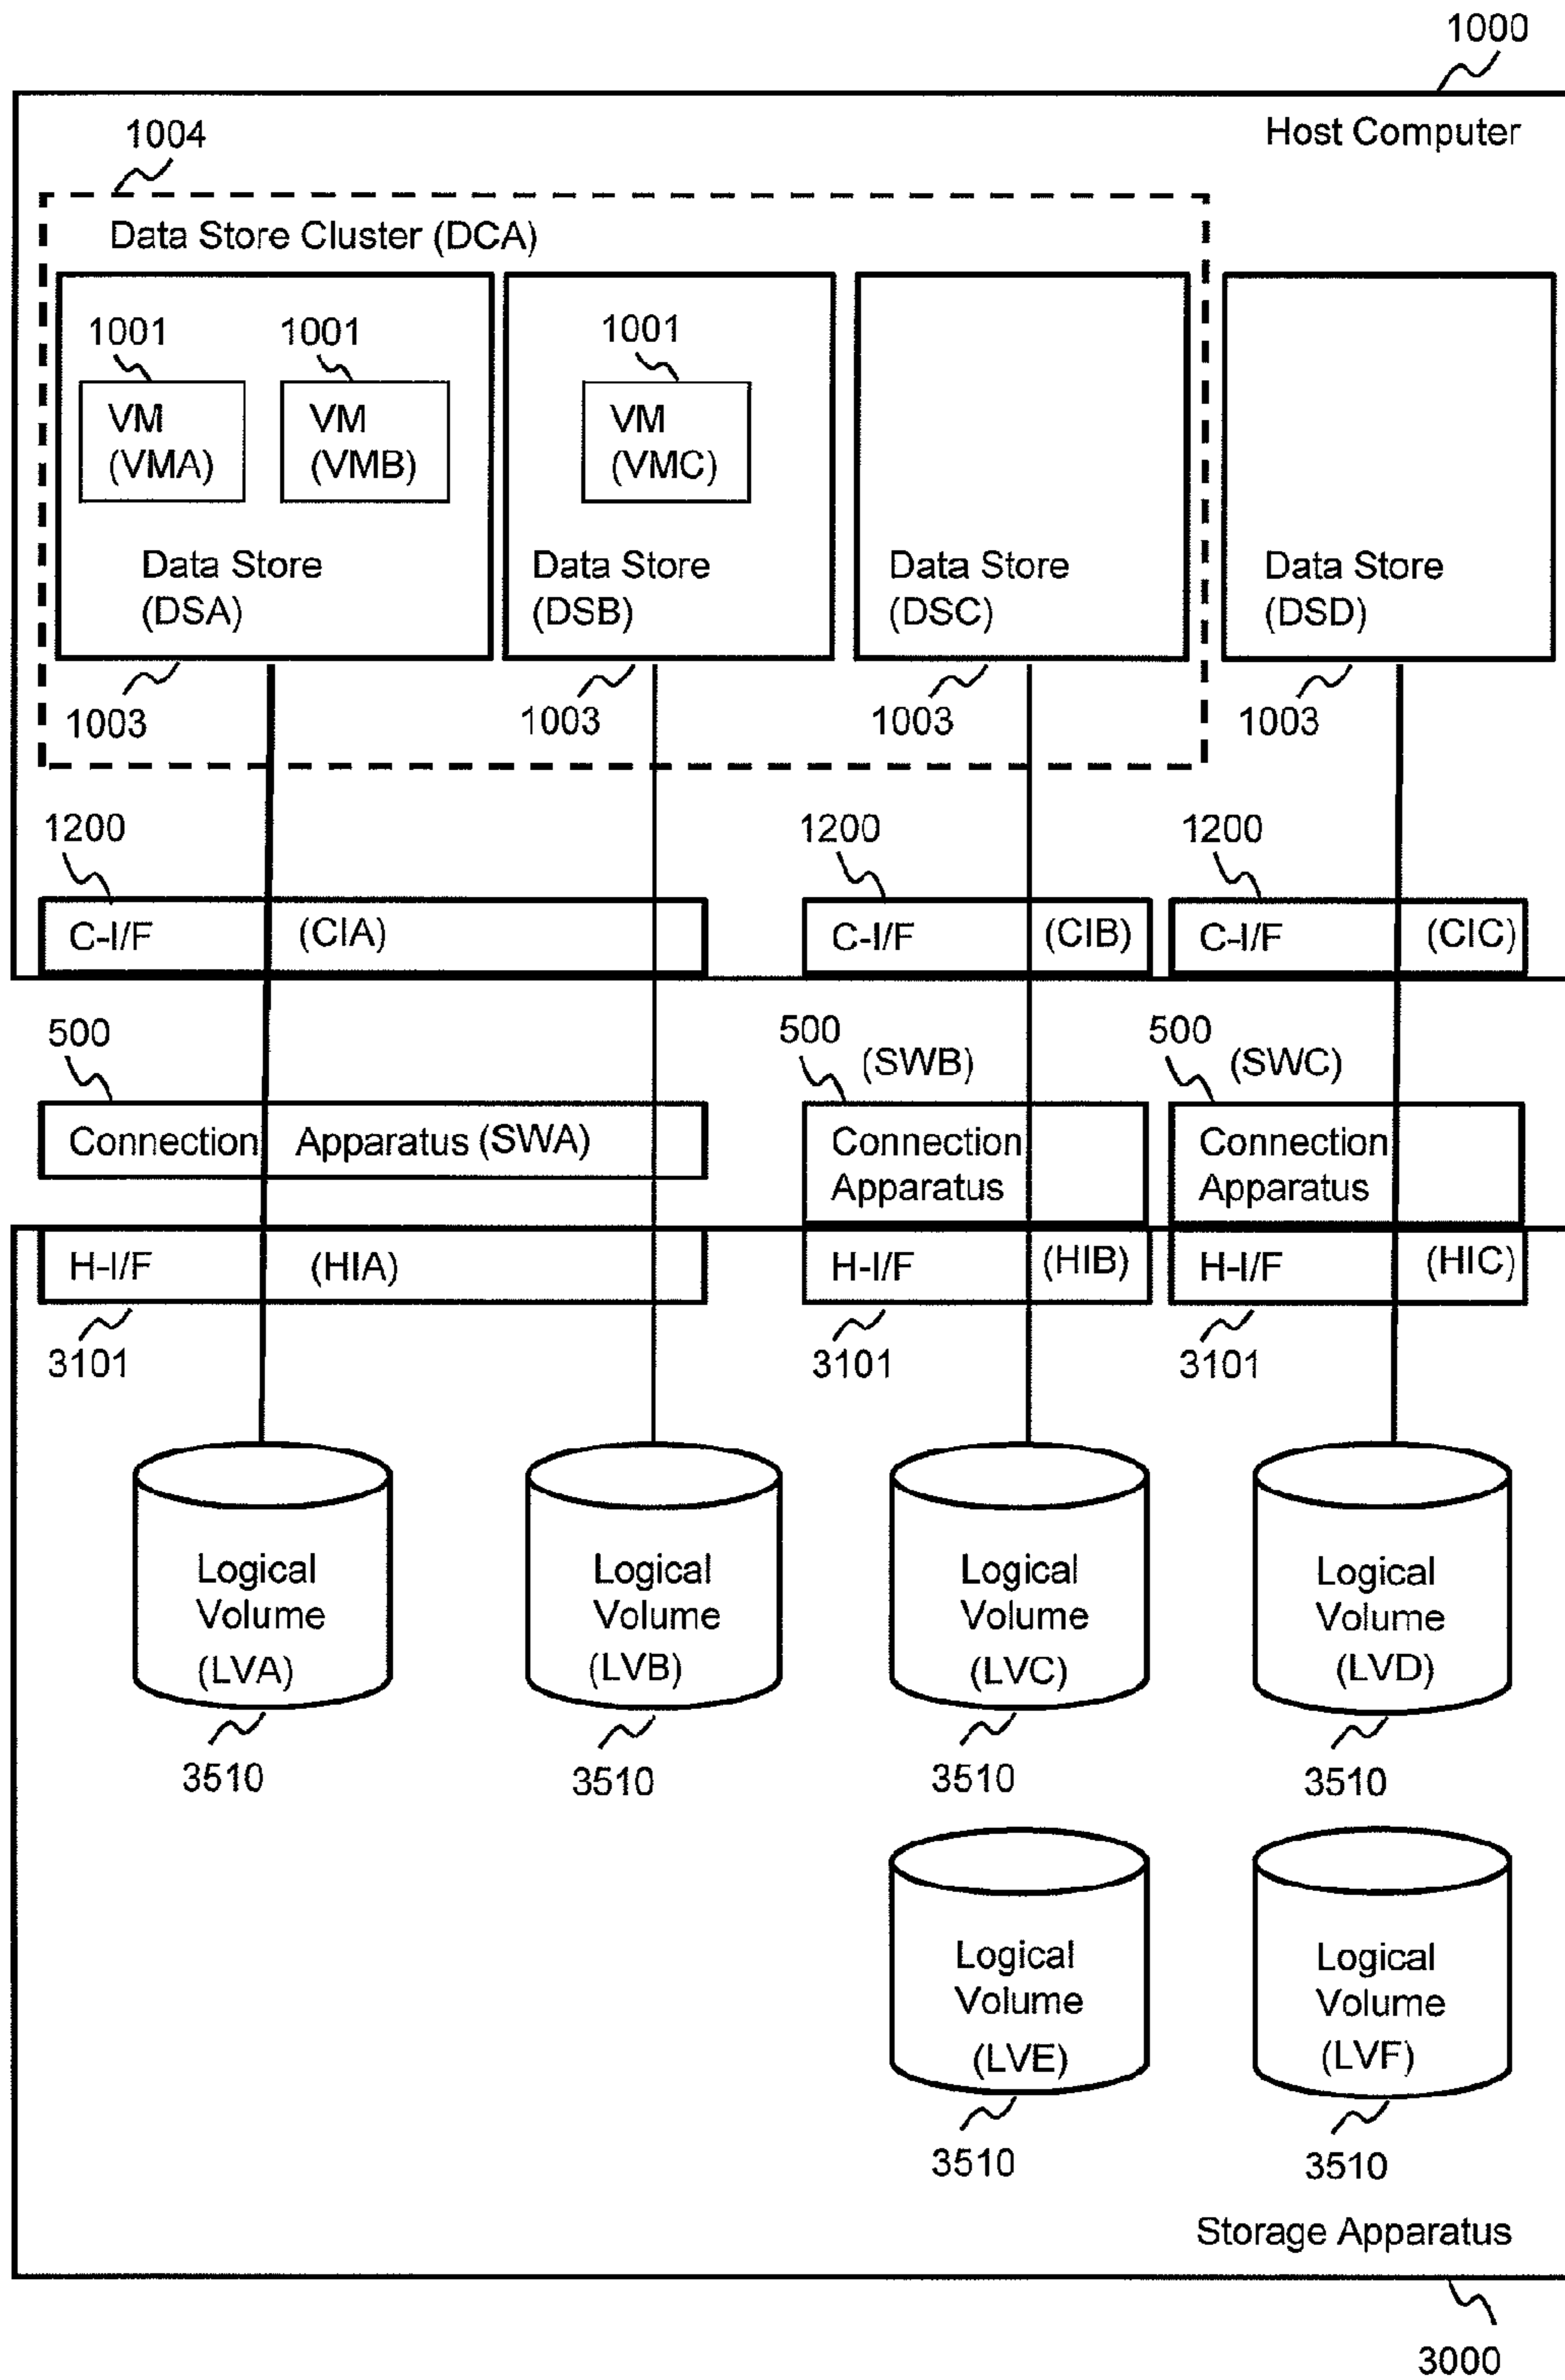 1000
Host Computer
1004
Data Store Cluster (DCA)
1001
1001
1001
VM
(VMA)
VM
(VMB)
VM
(VMC)
Data Store
(DSA)
Data Store
(DSB)
Data Store
(DSC)
Data Store
(DSD)
1003
1003
1003
1003
1200
1200
1200
C-I/F
(CIA)
C-I/F
(CIB)
C-I/F
(CIC)
500
500
(SWB)
500
(SWC)
Connection Apparatus (SWA)
Connection
Apparatus
Connection
Apparatus
H-I/F
(HIA)
H-I/F
(HIB)
H-I/F
(HIC)
3101
3101
3101
Logical
Volume
(LVA)
Logical
Volume
(LVB)
Logical
Volume
(LVC)
Logical
Volume
(LVD)
3510
3510
3510
3510
Logical
Volume
(LVE)
Logical
Volume
(LVF)
3510
3510
Storage Apparatus
3000